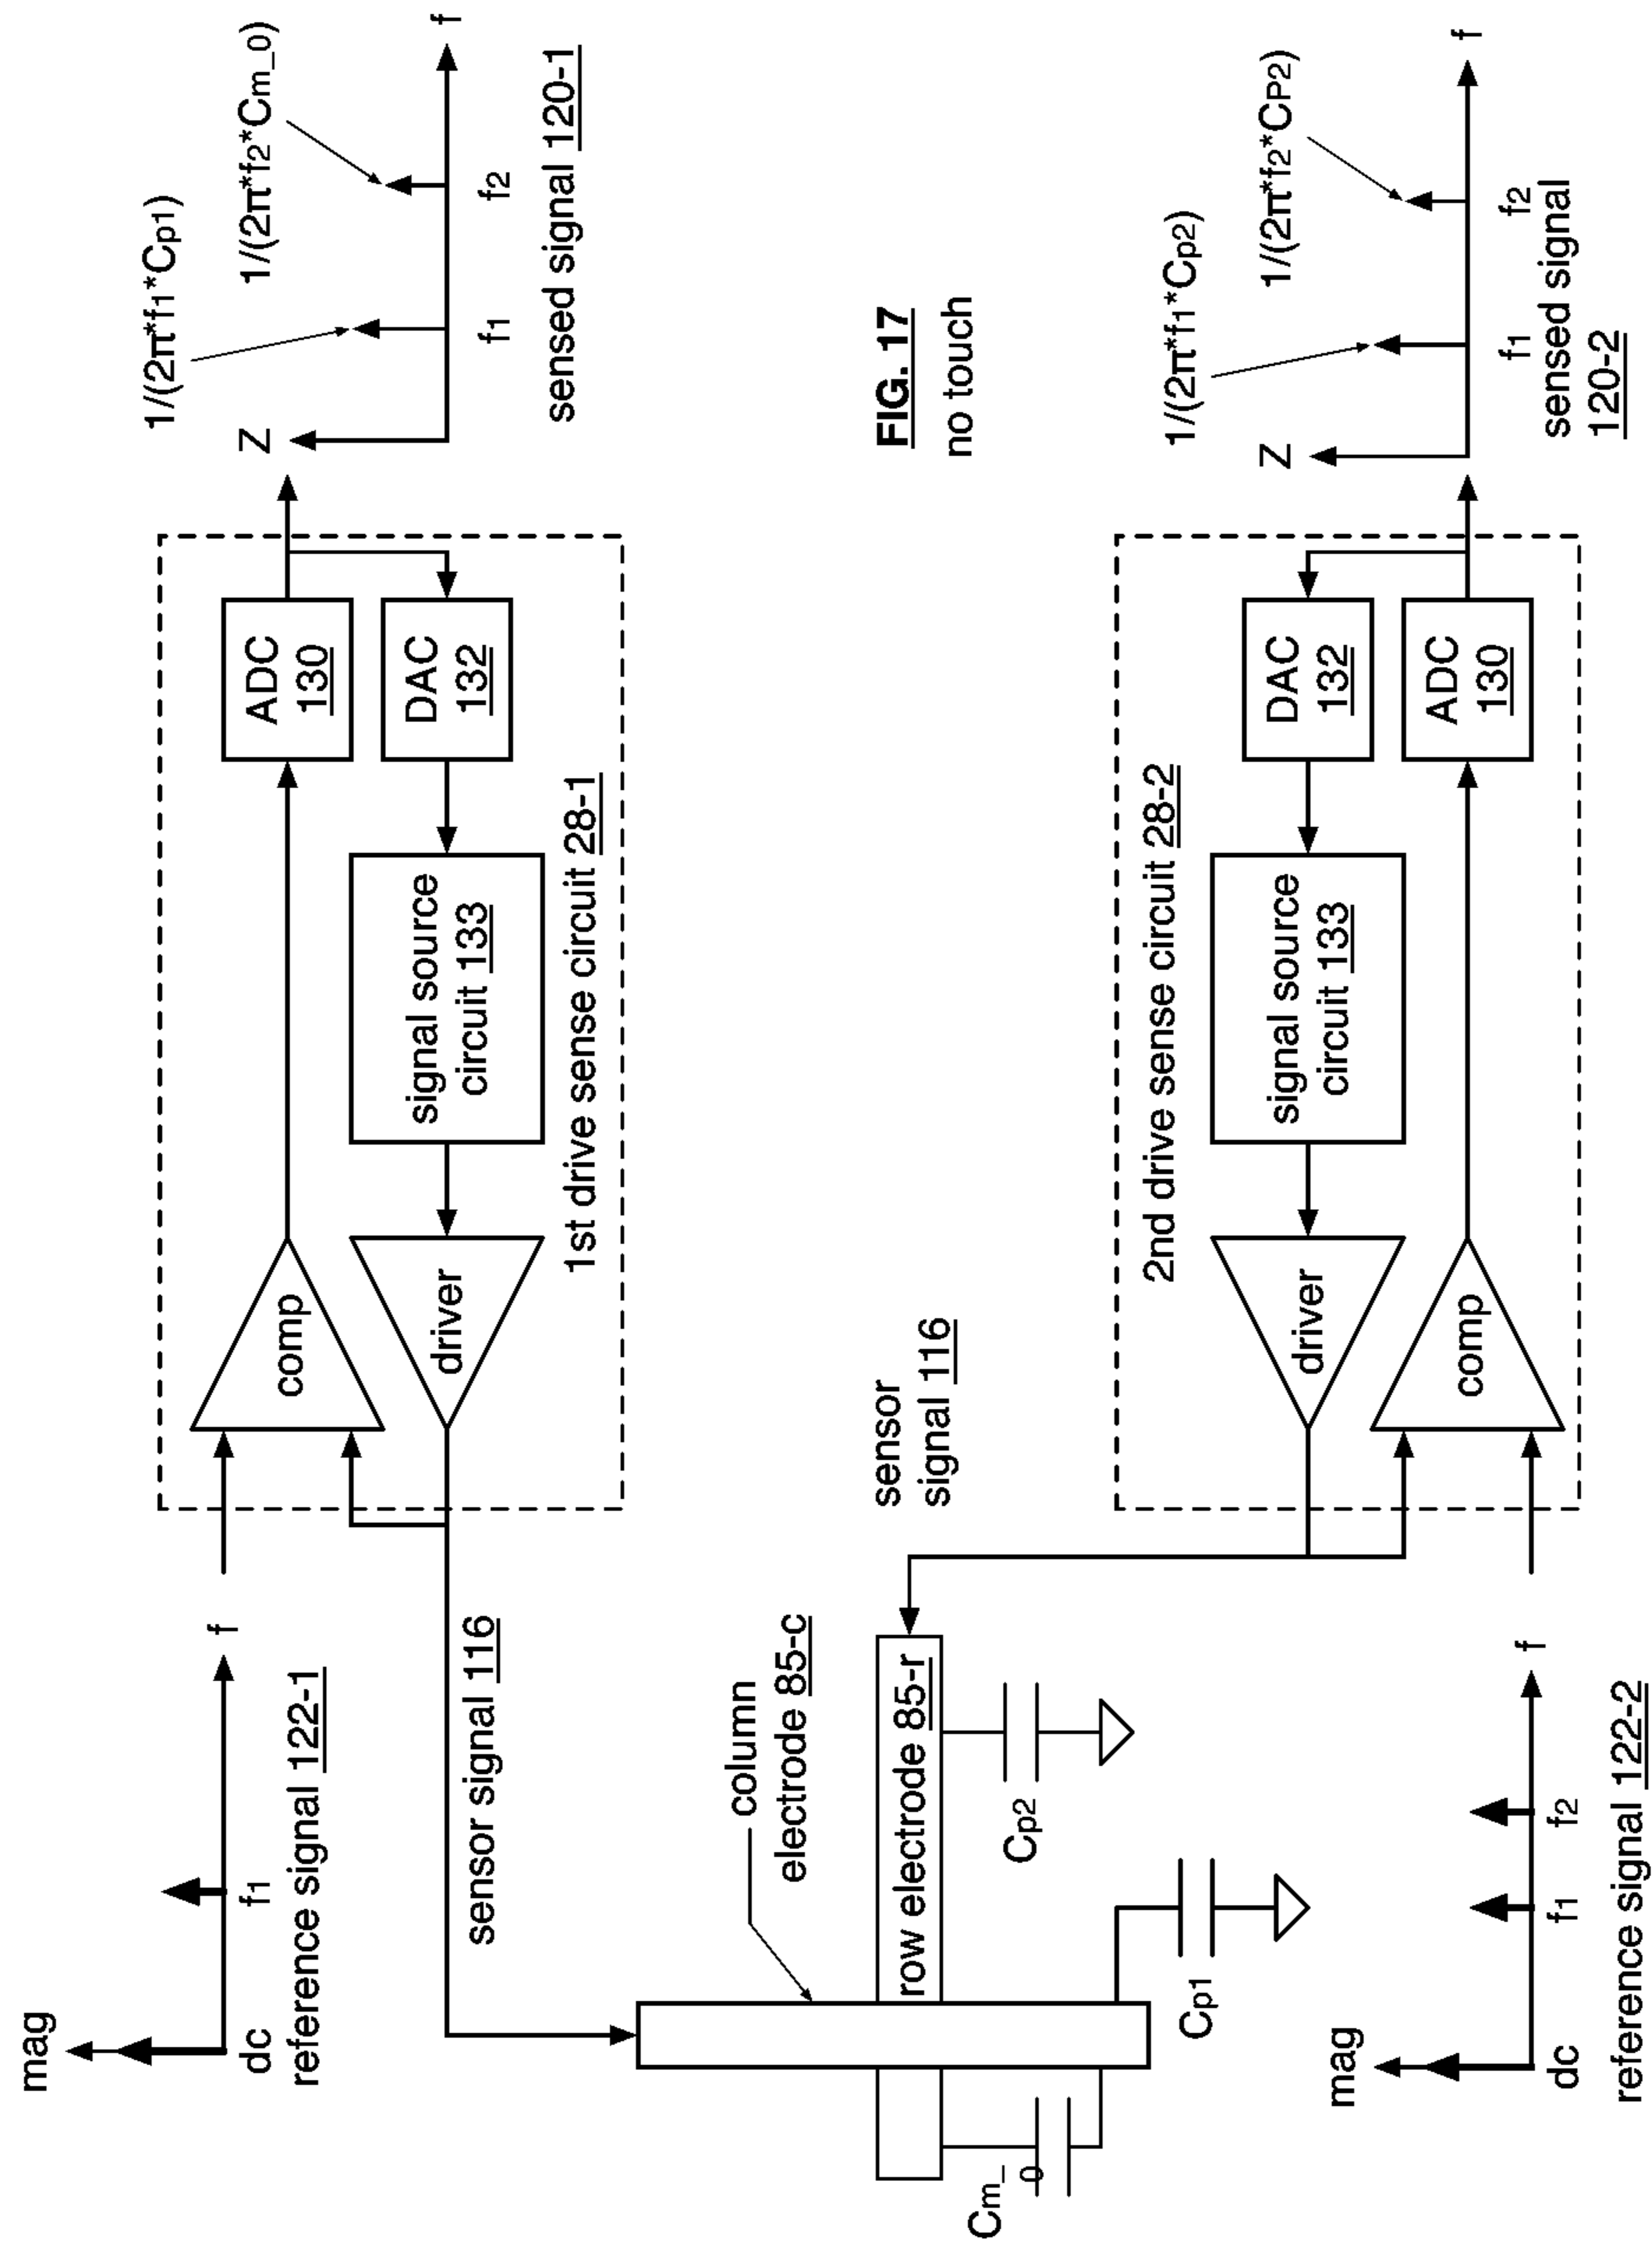 mag
dc
f1
f
reference signal 122-1
comp
ADC
130
driver
signal source
circuit 133
DAC
132
1st drive sense circuit 28-1
Z
1/(2π*f1*Cp1)
1/(2π*f2*Cm_0)
f1
f2
f
sensed signal 120-1
sensor signal 116
column
electrode 85-c
row electrode 85-r
Cm_
0
Cp1
Cp2
sensor
signal 116
FIG. 17
no touch
2nd drive sense circuit 28-2
driver
signal source
circuit 133
DAC
132
comp
ADC
130
mag
dc
f1
f2
f
reference signal 122-2
Z
1/(2π*f1*Cp2)
1/(2π*f2*CP2)
f1
f2
f
sensed signal
120-2